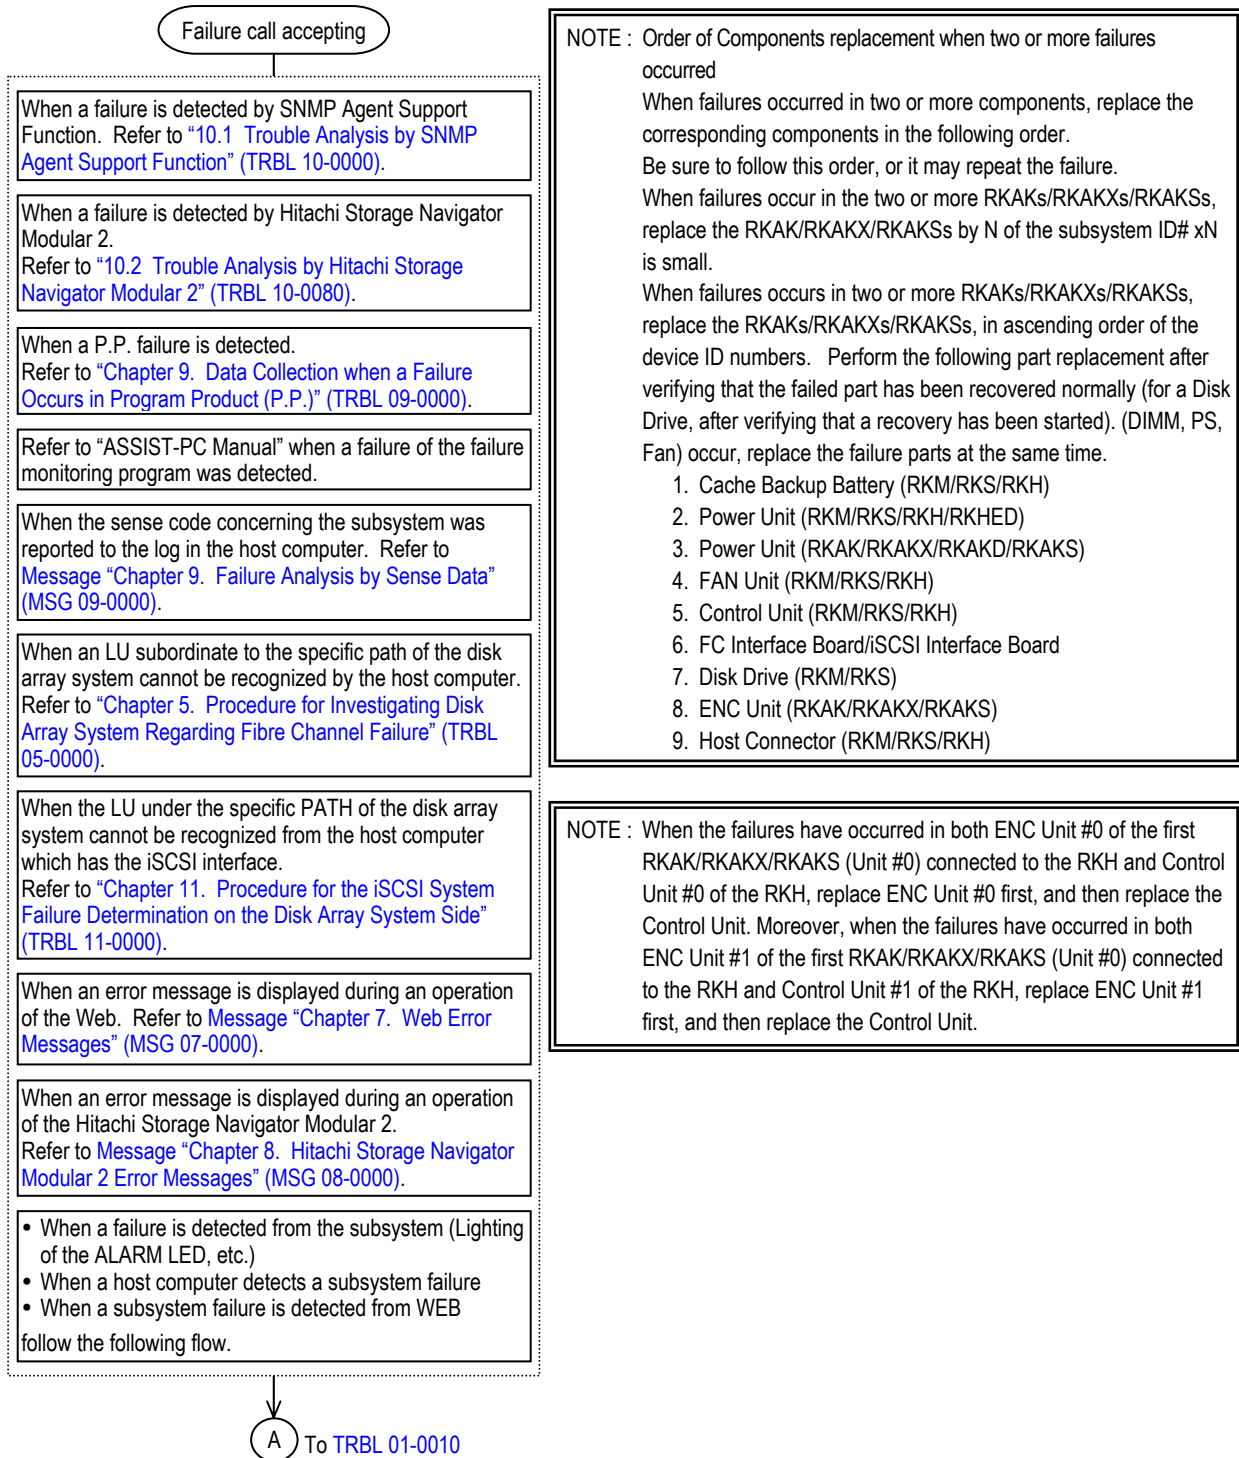 Failure call accepting
When a failure is detected by SNMP Agent Support
Function. Refer to “10.1 Trouble Analysis by SNMP
Agent Support Function” (TRBL 10-0000).
When a failure is detected by Hitachi Storage Navigator
Modular 2.
Refer to “10.2 Trouble Analysis by Hitachi Storage
Navigator Modular 2” (TRBL 10-0080).
When a P.P. failure is detected.
Refer to “Chapter 9. Data Collection when a Failure
Occurs in Program Product (P.P.)” (TRBL 09-0000).
Refer to “ASSIST-PC Manual” when a failure of the failure
monitoring program was detected.
When the sense code concerning the subsystem was
reported to the log in the host computer. Refer to
Message “Chapter 9. Failure Analysis by Sense Data”
(MSG 09-0000).
When an LU subordinate to the specific path of the disk
array system cannot be recognized by the host computer.
Refer to “Chapter 5. Procedure for Investigating Disk
Array System Regarding Fibre Channel Failure” (TRBL
05-0000).
When the LU under the specific PATH of the disk array
system cannot be recognized from the host computer
which has the iSCSI interface.
Refer to “Chapter 11. Procedure for the iSCSI System
Failure Determination on the Disk Array System Side”
(TRBL 11-0000).
When an error message is displayed during an operation
of the Web. Refer to Message “Chapter 7. Web Error
Messages” (MSG 07-0000).
When an error message is displayed during an operation
of the Hitachi Storage Navigator Modular 2.
Refer to Message “Chapter 8. Hitachi Storage Navigator
Modular 2 Error Messages” (MSG 08-0000).
• When a failure is detected from the subsystem (Lighting
of the ALARM LED, etc.)
• When a host computer detects a subsystem failure
• When a subsystem failure is detected from WEB
follow the following flow.
A To TRBL 01-0010
NOTE : Order of Components replacement when two or more failures
occurred
When failures occurred in two or more components, replace the
corresponding components in the following order.
Be sure to follow this order, or it may repeat the failure.
When failures occur in the two or more RKAKs/RKAKXs/RKAKSs,
replace the RKAK/RKAKX/RKAKSs by N of the subsystem ID# xN
is small.
When failures occurs in two or more RKAKs/RKAKXs/RKAKSs,
replace the RKAKs/RKAKXs/RKAKSs, in ascending order of the
device ID numbers. Perform the following part replacement after
verifying that the failed part has been recovered normally (for a Disk
Drive, after verifying that a recovery has been started). (DIMM, PS,
Fan) occur, replace the failure parts at the same time.
1. Cache Backup Battery (RKM/RKS/RKH)
2. Power Unit (RKM/RKS/RKH/RKHED)
3. Power Unit (RKAK/RKAKX/RKAKD/RKAKS)
4. FAN Unit (RKM/RKS/RKH)
5. Control Unit (RKM/RKS/RKH)
6. FC Interface Board/iSCSI Interface Board
7. Disk Drive (RKM/RKS)
8. ENC Unit (RKAK/RKAKX/RKAKS)
9. Host Connector (RKM/RKS/RKH)
NOTE : When the failures have occurred in both ENC Unit #0 of the first
RKAK/RKAKX/RKAKS (Unit #0) connected to the RKH and Control
Unit #0 of the RKH, replace ENC Unit #0 first, and then replace the
Control Unit. Moreover, when the failures have occurred in both
ENC Unit #1 of the first RKAK/RKAKX/RKAKS (Unit #0) connected
to the RKH and Control Unit #1 of the RKH, replace ENC Unit #1
first, and then replace the Control Unit.